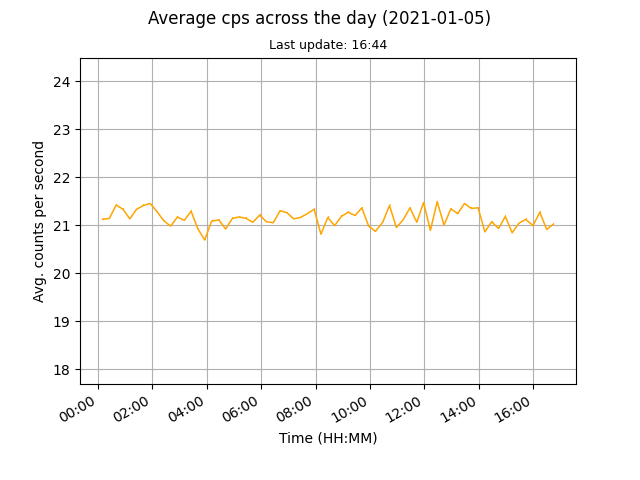 Average cps across the day (2021-01-05)
Last update: 16:44
24
23
22
21
20
19
18
Avg. counts per second
00:00 02:00 04:00 06:00 08:00 10:00 12:00 14:00 16:00
Time (HH:MM)